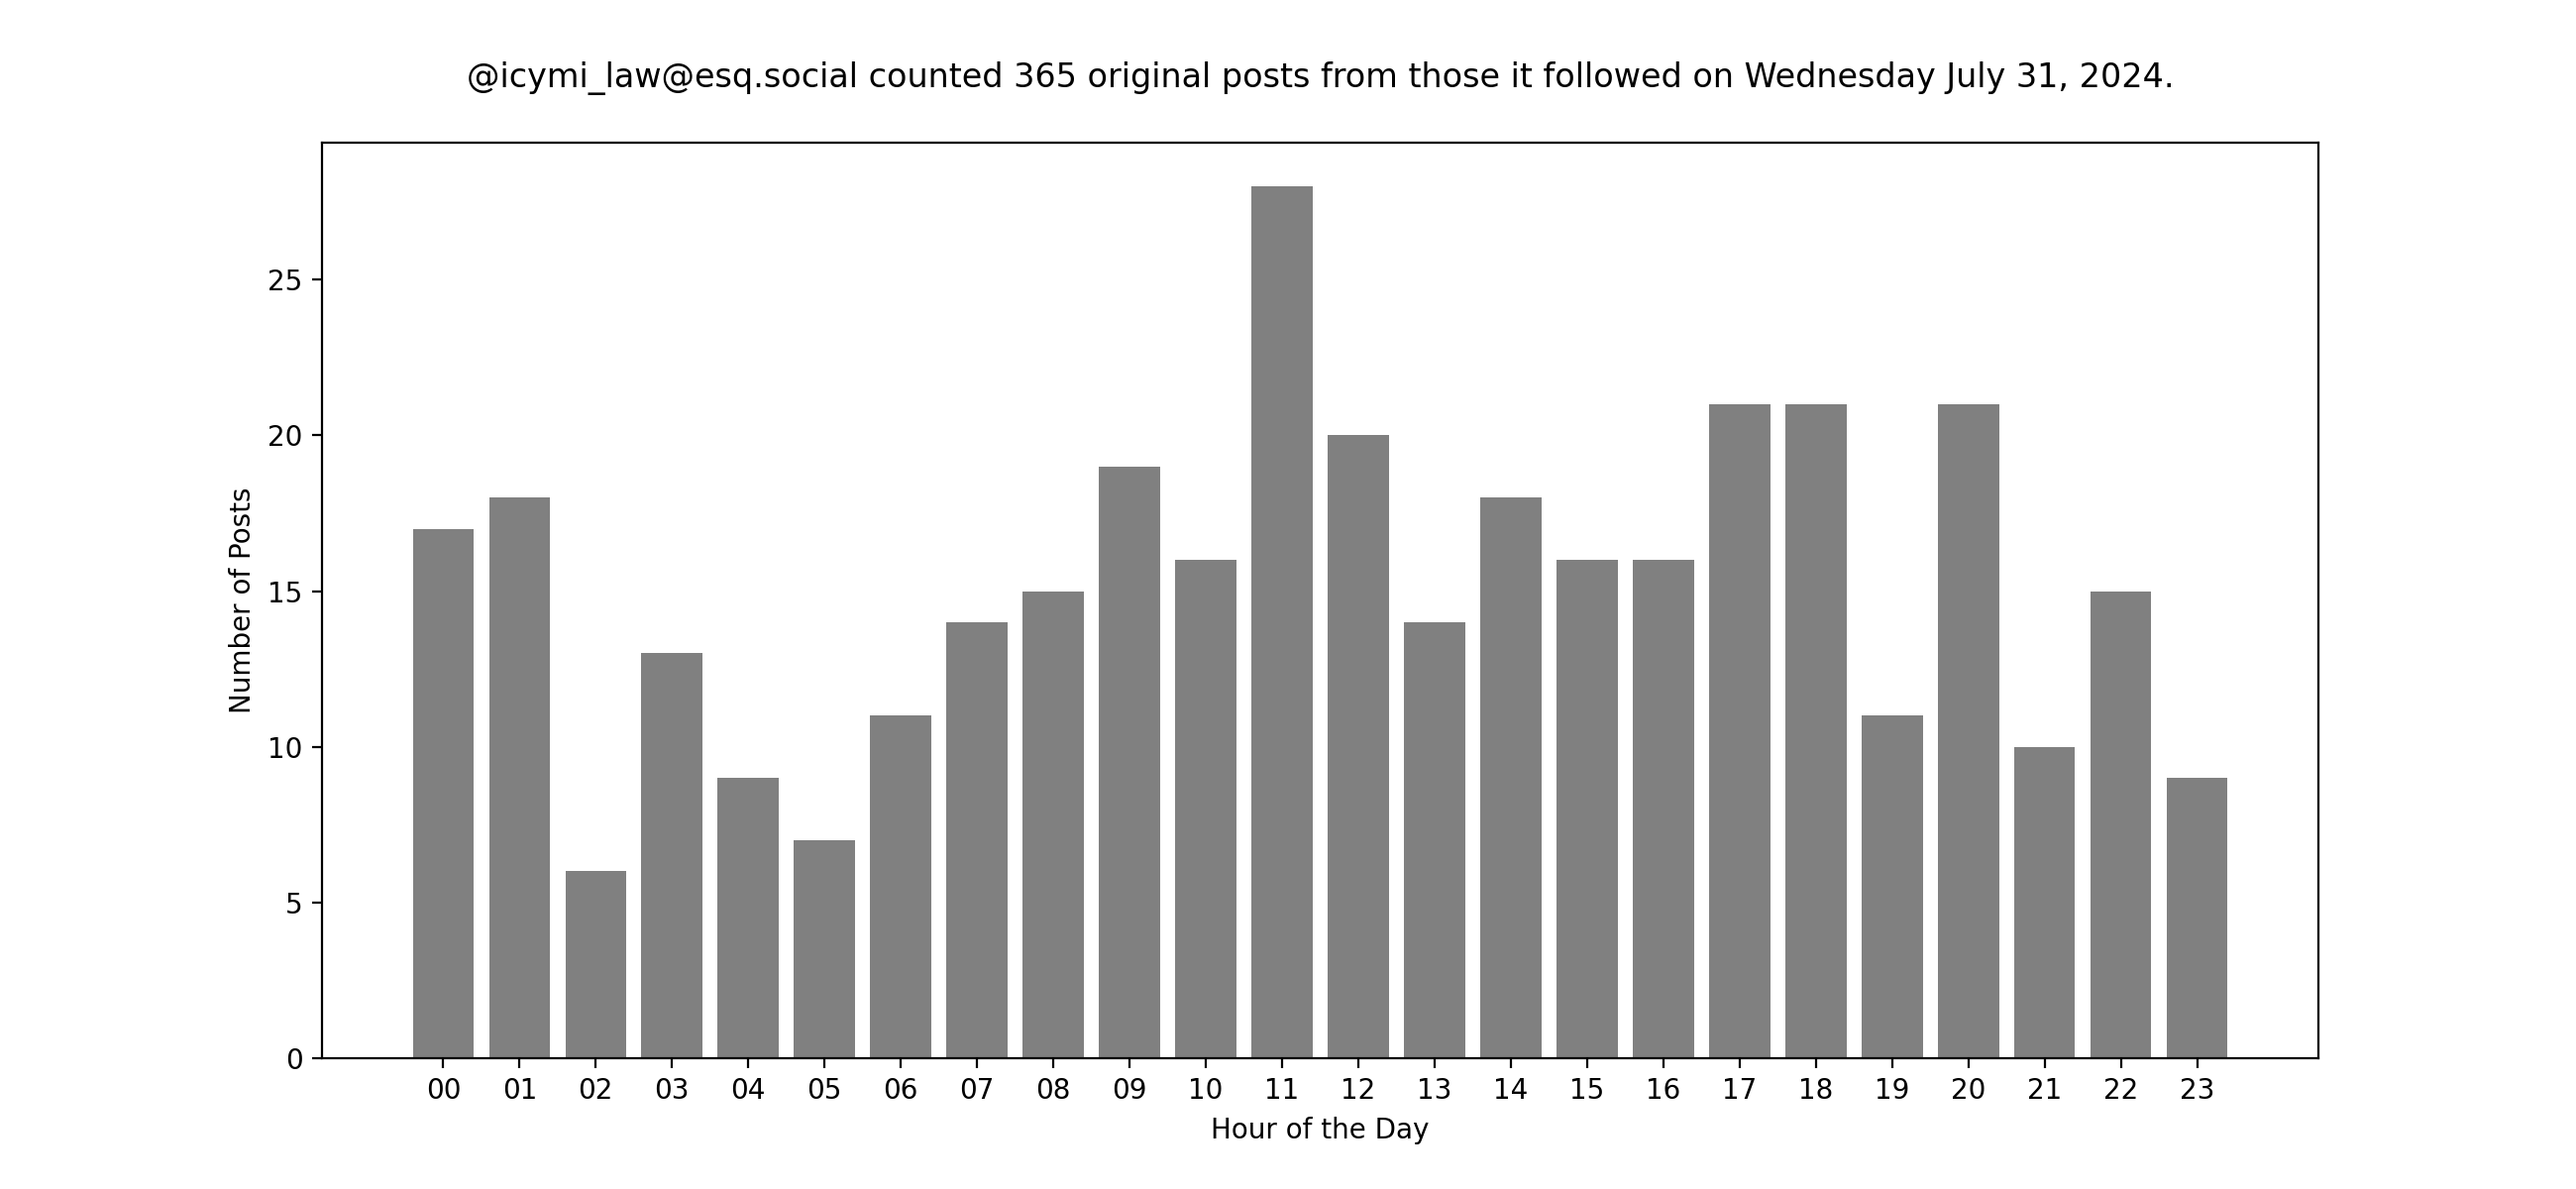 @icymi_law@esq.social counted 365 original posts from those it followed on Wednesday July 31, 2024.
25
20
15
10
5
0
Number of Posts
00 01 02 03 04 05 06 07 08 09 10 11 12 13 14 15 16 17 18 19 20 21 22 23
Hour of the Day